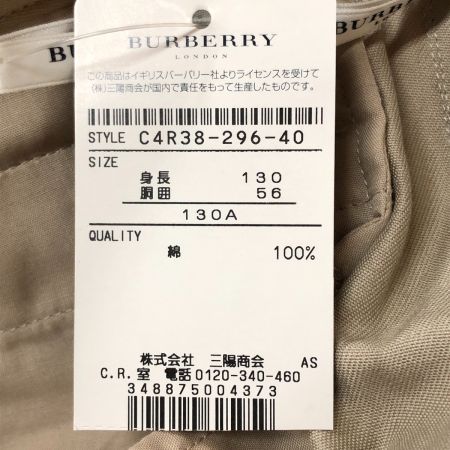 BURBERRY
LONDON
この商品はイギリスバーバリー社よりライセンスを受けて
(株)三陽商会が国内で責任をもって生産したものです。
STYLE C4R38-296-40
SIZE
身長 130
胴囲 56
130A
QUALITY
綿 100%
株式会社 三陽商会 AS
C.R.室 電話0120-340-460
348875004373